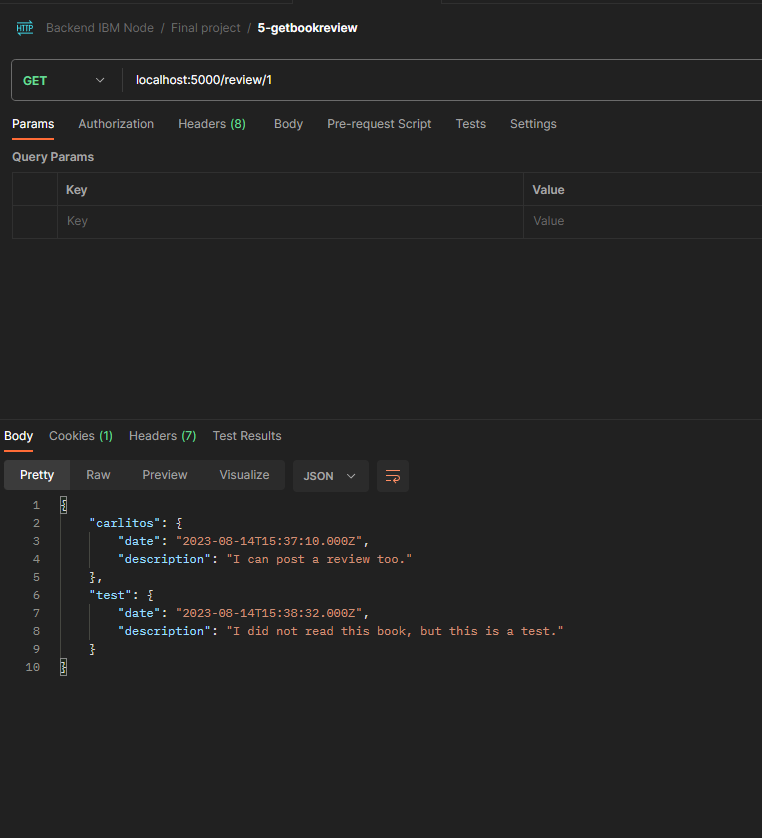 HTTP Backend IBM Node / Final project / 5-getbookreview
GET localhost:5000/review/1
Params Authorization Headers (8) Body Pre-request Script Tests Settings
Query Params
Key Value
Key Value
Body Cookies (1) Headers (7) Test Results
Pretty Raw Preview Visualize JSON
1 {
2 "carlitos": {
3 "date": "2023-08-14T15:37:10.000Z",
4 "description": "I can post a review too."
5 },
6 "test": {
7 "date": "2023-08-14T15:38:32.000Z",
8 "description": "I did not read this book, but this is a test."
9 }
10 }